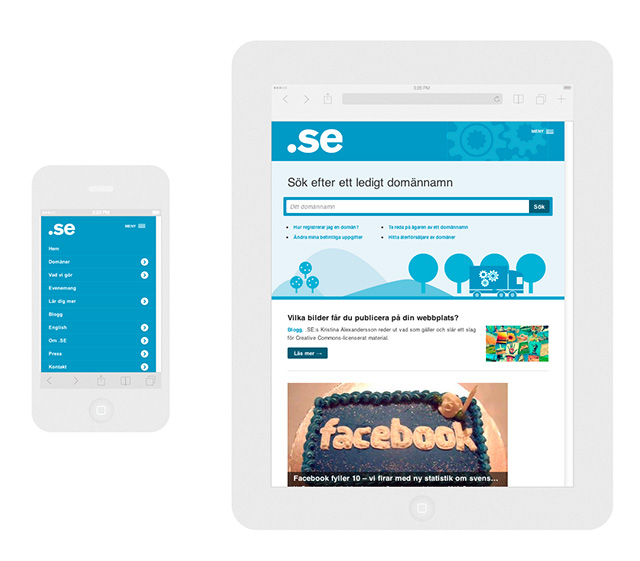 5:35 PM
.se
MENY
Hem
Domäner
Vad vi gör
Evenemang
Lär dig mer
Blogg
English
Om .SE
Press
Kontakt
.se
MENY
Sök efter ett ledigt domännamn
Ditt domännamn
Sök
Hur registrerar jag en domän?
Ta reda på ägaren av ett domännamn
Ändra mina befintliga uppgifter
Hitta återförsäljare av domäner
Vilka bilder får du publicera på din webbplats?
Blogg. .SE:s Kristina Alexandersson reder ut vad som gäller och slår ett slag
för Creative Commons-licenserat material.
Läs mer →
facebook
Facebook fyller 10 – vi firar med ny statistik om svens...